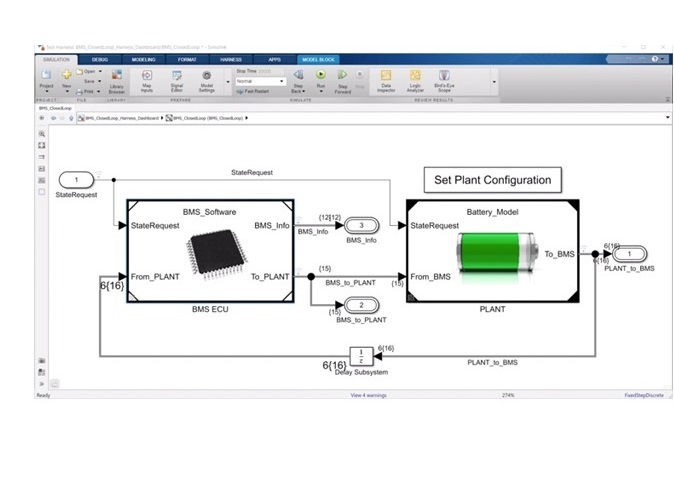 Test Harness: BMS_ClosedLoop_Harness_Dashboard/BMS_ClosedLoop * - Simulink
SIMULATION DEBUG MODELING FORMAT HARNESS APPS MODEL BLOCK
Project New Open Save Print Library Browser Map Inputs Signal Editor Model Settings Stop Time Normal Fast Restart Step Back Run Step Forward Stop Data Inspector Logic Analyzer Bird's-Eye Scope
PROJECT FILE LIBRARY PREPARE SIMULATE REVIEW RESULTS
BMS_ClosedLoop
BMS_ClosedLoop_Harness_Dashboard BMS_ClosedLoop (BMS_ClosedLoop)
1
StateRequest
StateRequest
Set Plant Configuration
BMS_Software
StateRequest
BMS_Info
From_PLANT
To_PLANT
6{16}
BMS ECU
BMS_Info
3
BMS_Info
{15}
BMS_to_PLANT
{15}
{15}
2
BMS_to_PLANT
Battery_Model
StateRequest
From_BMS
To_BMS
PLANT
6{16}
6{16}
1
PLANT_to_BMS
1
z
6{16}
6{16}
Delay Subsystem
PLANT_to_BMS
Ready View 4 warnings 274% FixedStepDiscrete